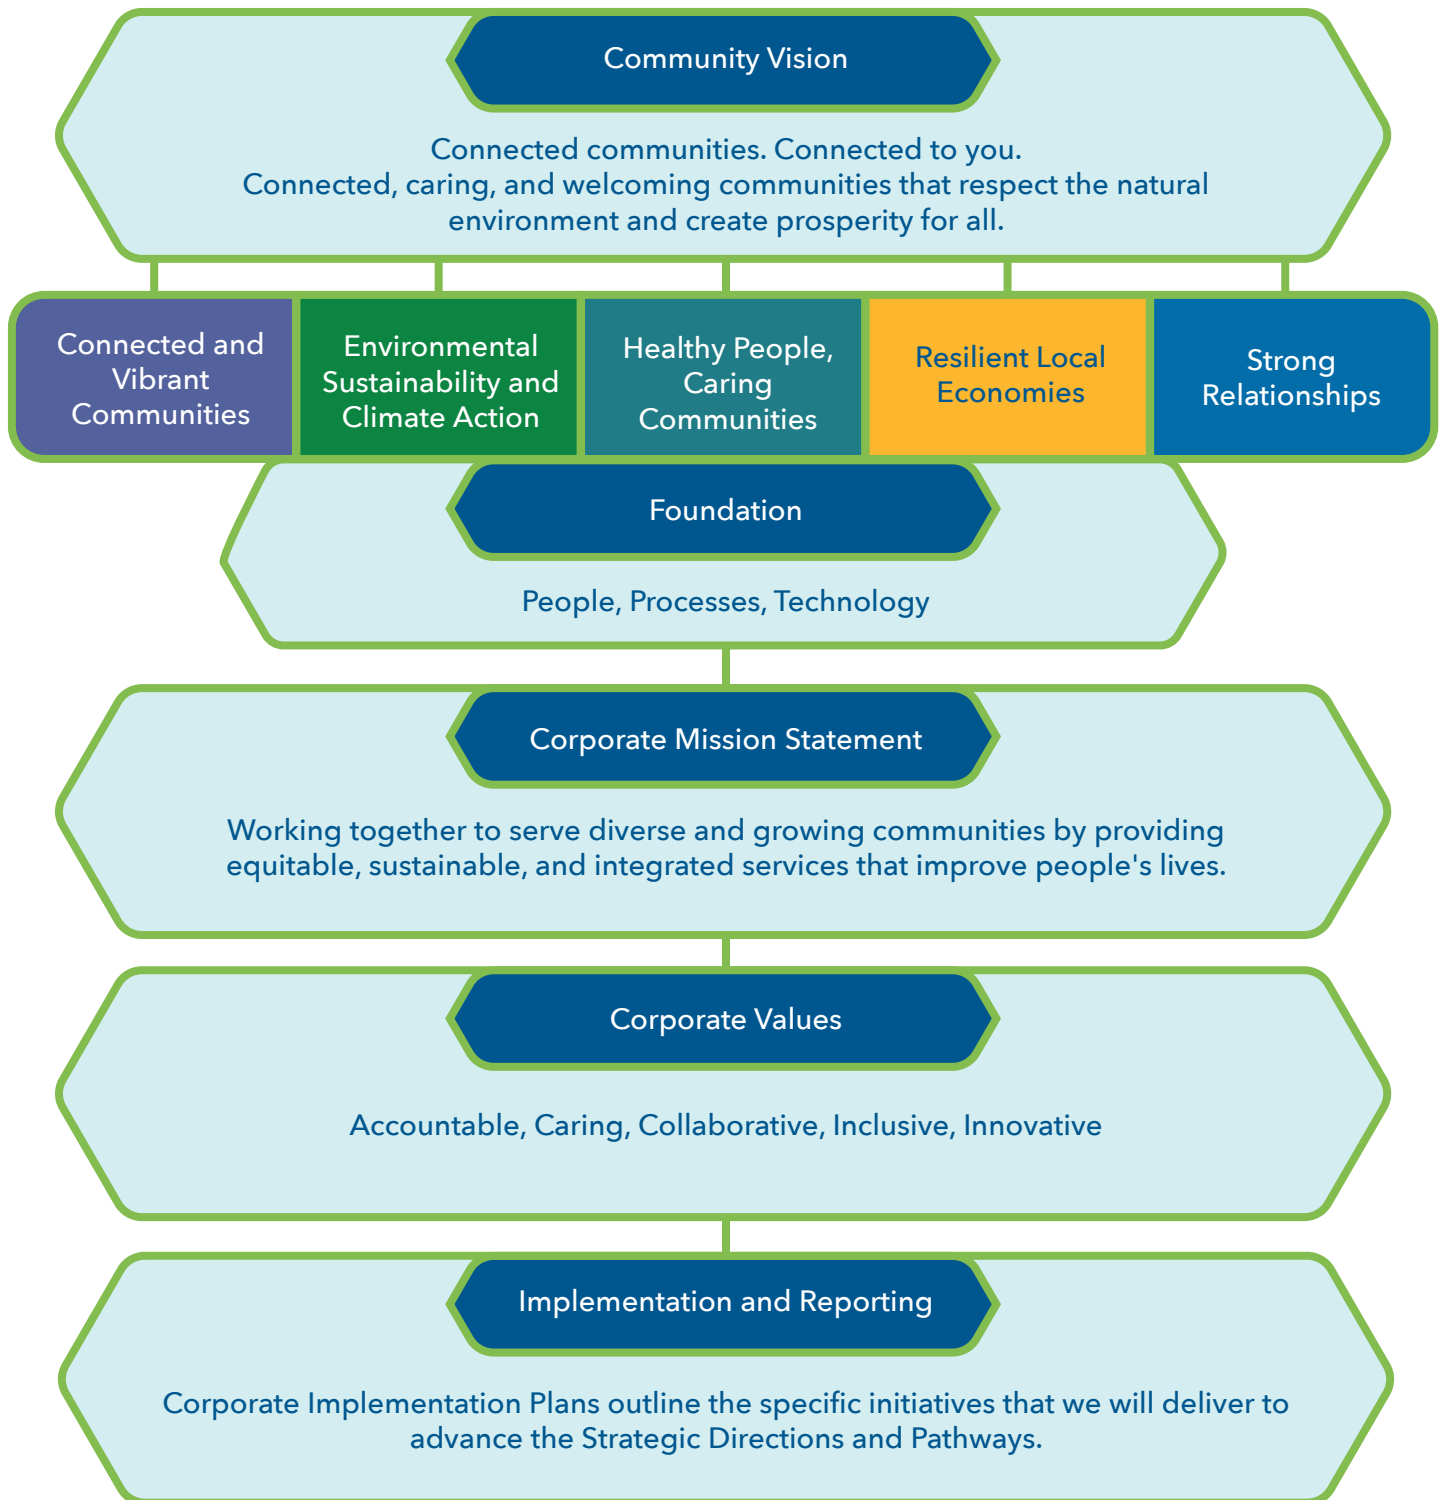 Community Vision
Connected communities. Connected to you.
Connected, caring, and welcoming communities that respect the natural
environment and create prosperity for all.
Connected and
Vibrant
Communities
Environmental
Sustainability and
Climate Action
Healthy People,
Caring
Communities
Resilient Local
Economies
Strong
Relationships
Foundation
People, Processes, Technology
Corporate Mission Statement
Working together to serve diverse and growing communities by providing
equitable, sustainable, and integrated services that improve people's lives.
Corporate Values
Accountable, Caring, Collaborative, Inclusive, Innovative
Implementation and Reporting
Corporate Implementation Plans outline the specific initiatives that we will deliver to
advance the Strategic Directions and Pathways.